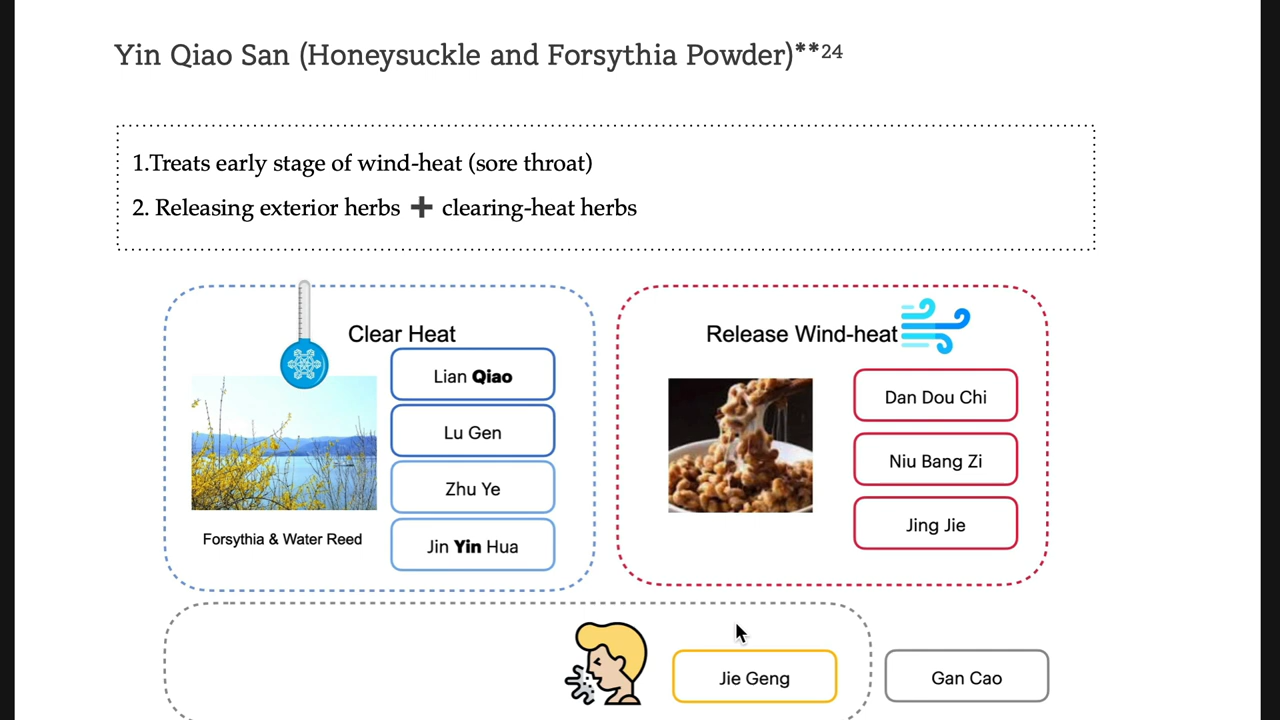 Yin Qiao San (Honeysuckle and Forsythia Powder)**24
1.Treats early stage of wind-heat (sore throat)
2. Releasing exterior herbs ➕ clearing-heat herbs
Clear Heat
Lian Qiao
Lu Gen
Zhu Ye
Jin Yin Hua
Forsythia & Water Reed
Release Wind-heat
Dan Dou Chi
Niu Bang Zi
Jing Jie
Jie Geng
Gan Cao